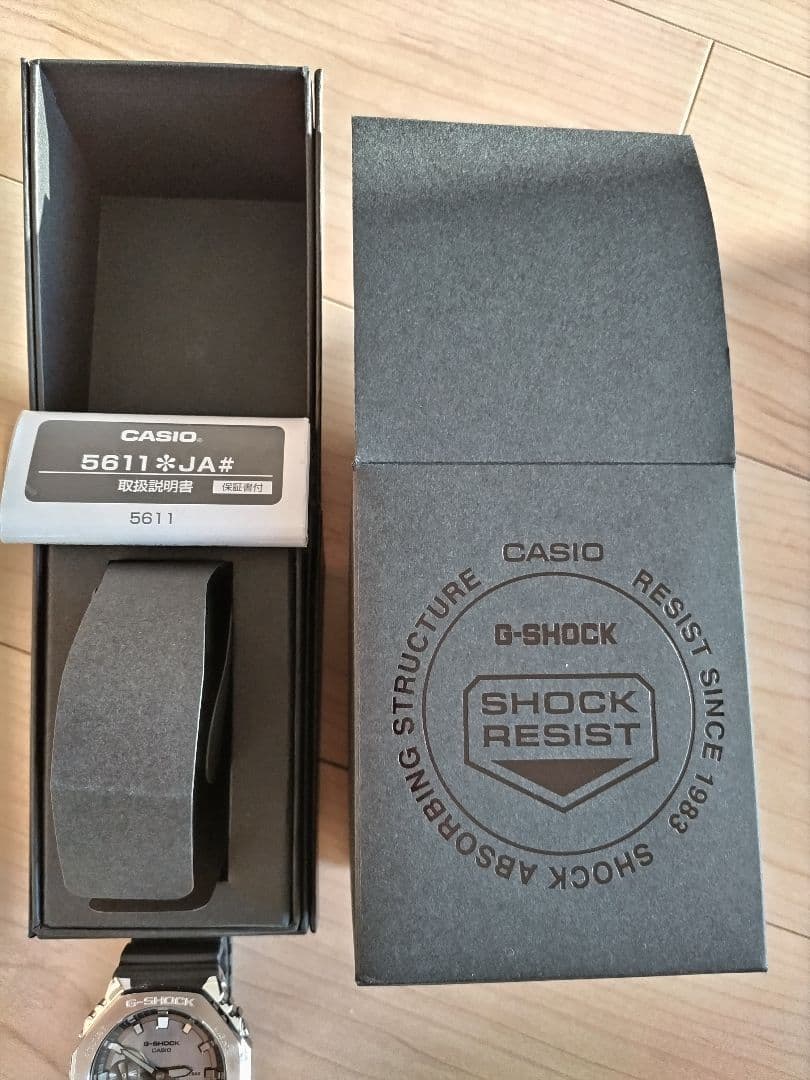 CASIO®
5611✻JA#
取扱説明書 保証書付
5611
CASIO
RESIST SINCE 1983
SHOCK ABSORBING STRUCTURE
G-SHOCK
SHOCK
RESIST
G-SHOCK
G-SHOCK
CASIO